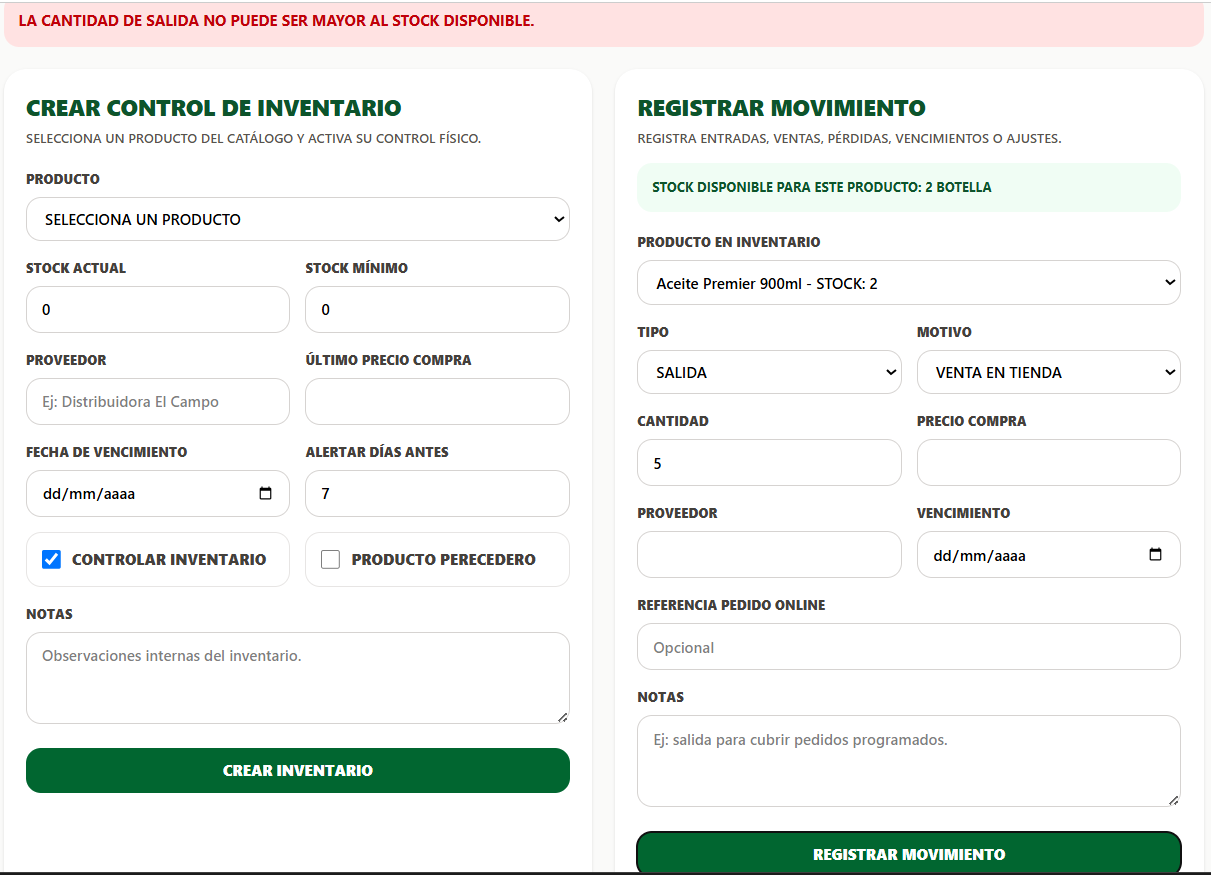 LA CANTIDAD DE SALIDA NO PUEDE SER MAYOR AL STOCK DISPONIBLE.
CREAR CONTROL DE INVENTARIO
SELECCIONA UN PRODUCTO DEL CATÁLOGO Y ACTIVA SU CONTROL FÍSICO.
PRODUCTO
SELECCIONA UN PRODUCTO
STOCK ACTUAL
STOCK MÍNIMO
0
0
PROVEEDOR
ÚLTIMO PRECIO COMPRA
Ej: Distribuidora El Campo
FECHA DE VENCIMIENTO
ALERTAR DÍAS ANTES
dd/mm/aaaa
7
CONTROLAR INVENTARIO
PRODUCTO PERECEDERO
NOTAS
Observaciones internas del inventario.
CREAR INVENTARIO
REGISTRAR MOVIMIENTO
REGISTRA ENTRADAS, VENTAS, PÉRDIDAS, VENCIMIENTOS O AJUSTES.
STOCK DISPONIBLE PARA ESTE PRODUCTO: 2 BOTELLA
PRODUCTO EN INVENTARIO
Aceite Premier 900ml - STOCK: 2
TIPO
MOTIVO
SALIDA
VENTA EN TIENDA
CANTIDAD
PRECIO COMPRA
5
PROVEEDOR
VENCIMIENTO
dd/mm/aaaa
REFERENCIA PEDIDO ONLINE
Opcional
NOTAS
Ej: salida para cubrir pedidos programados.
REGISTRAR MOVIMIENTO